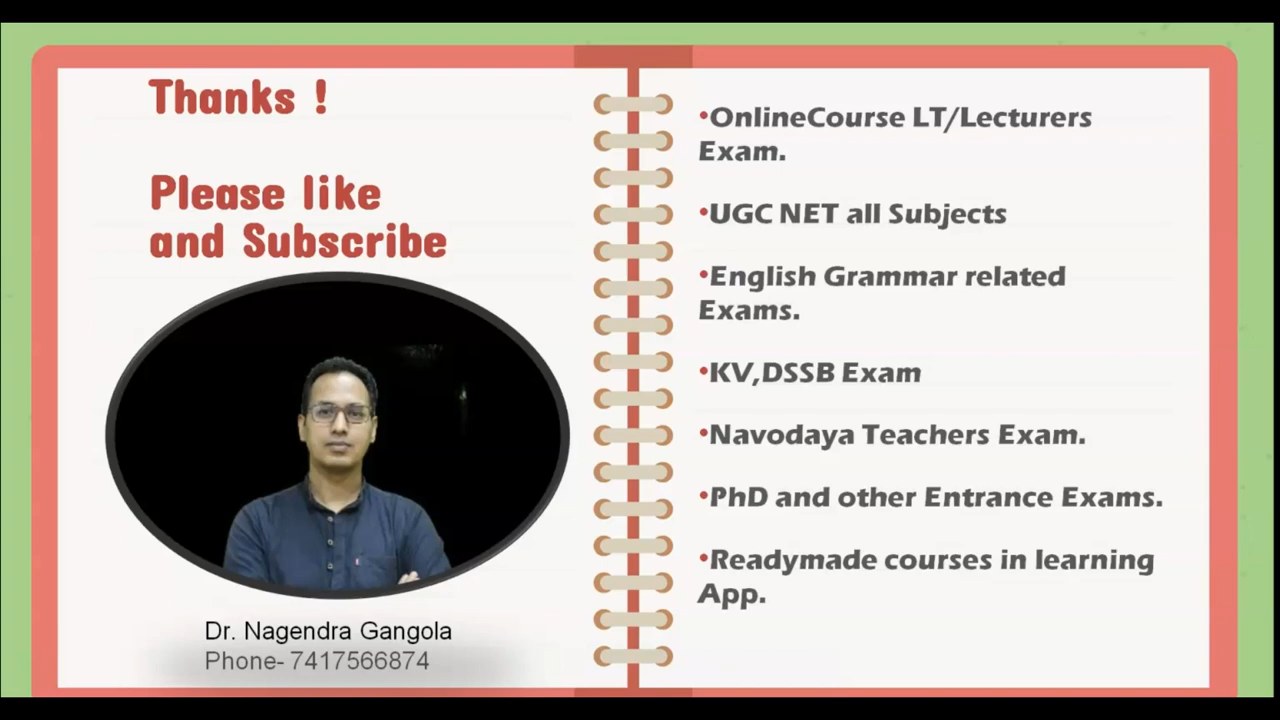 Thanks !
Please like
and Subscribe
Dr. Nagendra Gangola
Phone- 7417566874
•OnlineCourse LT/Lecturers
Exam.
•UGC NET all Subjects
•English Grammar related
Exams.
•KV,DSSB Exam
•Navodaya Teachers Exam.
•PhD and other Entrance Exams.
•Readymade courses in learning
App.